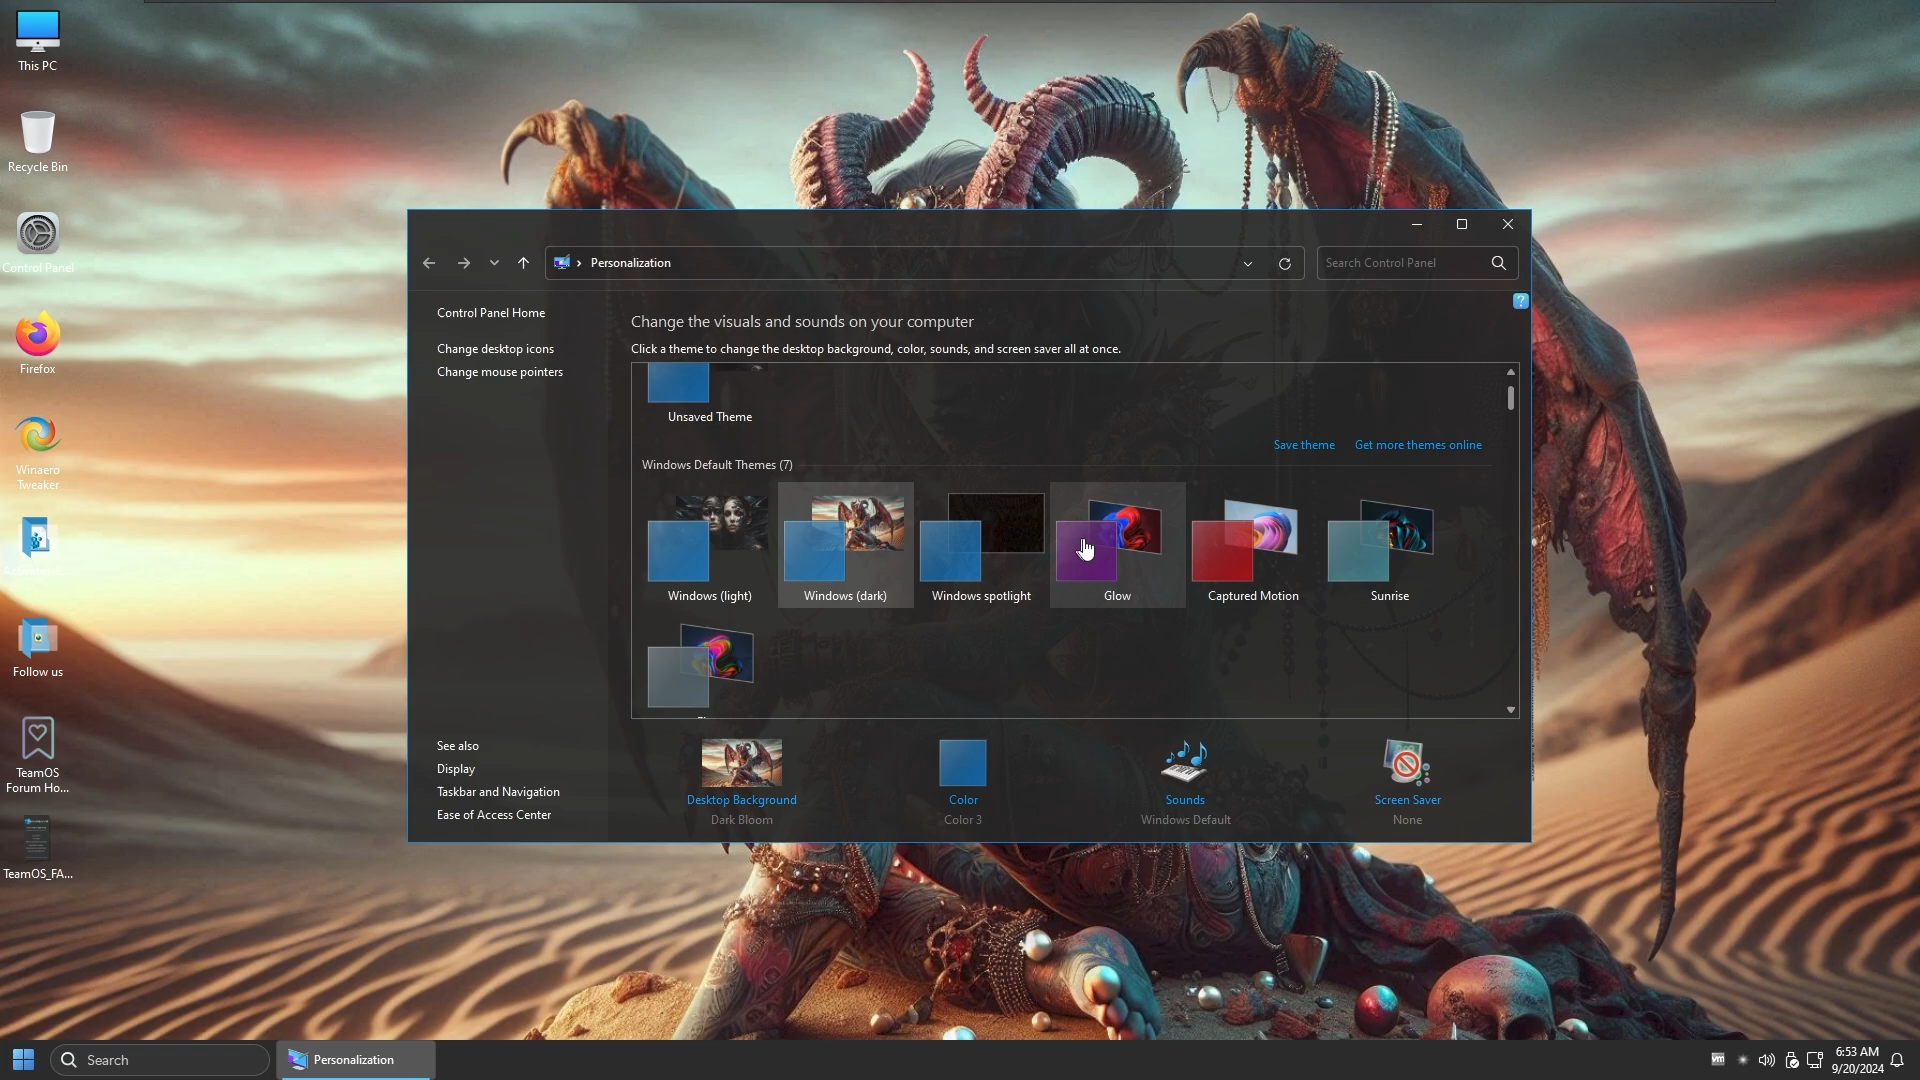 This PC
Recycle Bin
Control Panel
Firefox
Winaero
Tweaker
Follow us
TeamOS
Forum Ho...
TeamOS_FA...
Personalization
Search Control Panel
?
Control Panel Home
Change desktop icons
Change mouse pointers
Change the visuals and sounds on your computer
Click a theme to change the desktop background, color, sounds, and screen saver all at once.
Unsaved Theme
Save theme
Get more themes online
Windows Default Themes (7)
Windows (light)
Windows (dark)
Windows spotlight
Glow
Captured Motion
Sunrise
See also
Display
Taskbar and Navigation
Ease of Access Center
Desktop Background
Dark Bloom
Color
Color 3
Sounds
Windows Default
Screen Saver
None
Search
Personalization
vm
6:53 AM
9/20/2024